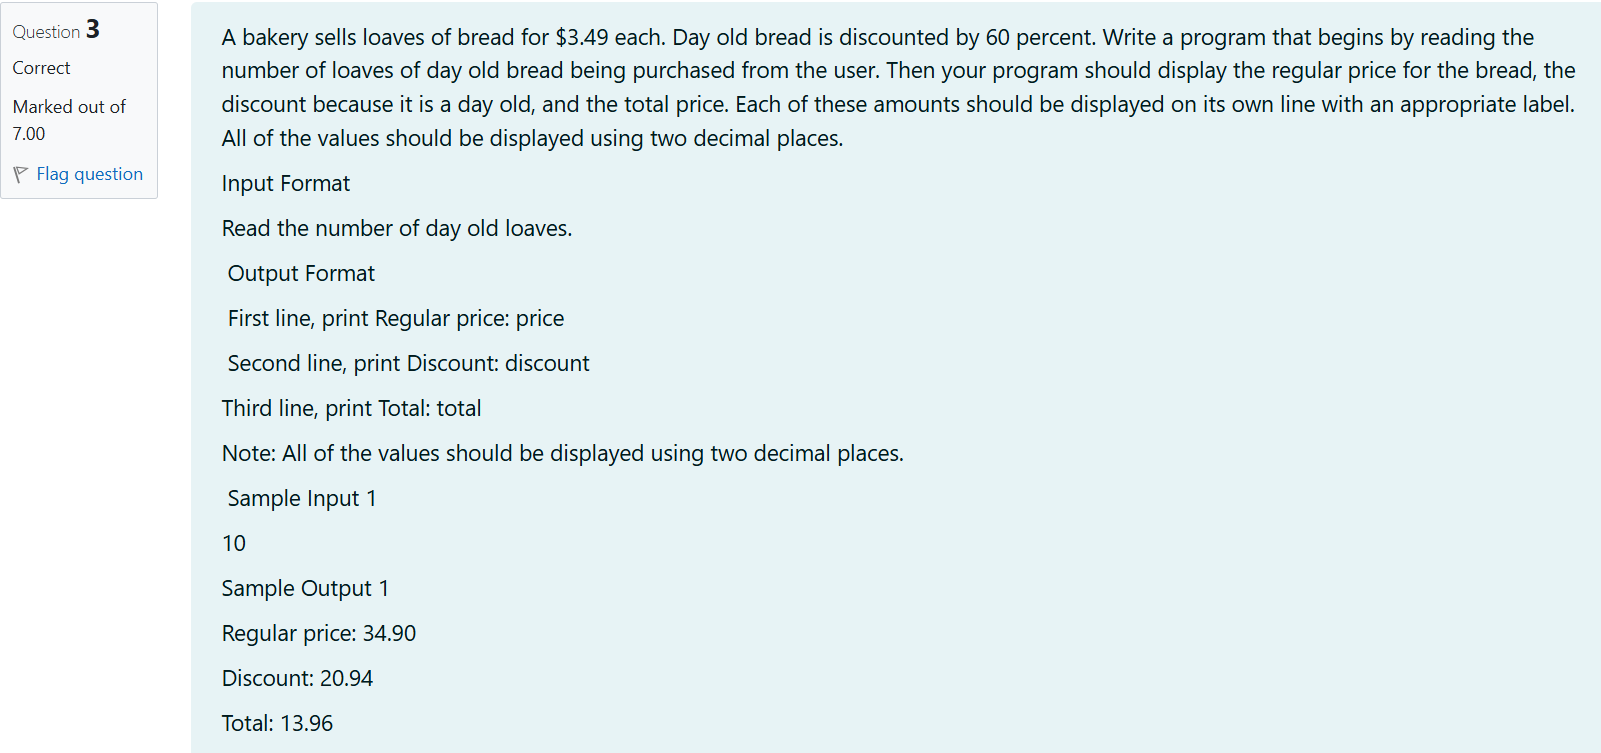 Question 3
Correct
Marked out of
7.00
Flag question
A bakery sells loaves of bread for $3.49 each. Day old bread is discounted by 60 percent. Write a program that begins by reading the
number of loaves of day old bread being purchased from the user. Then your program should display the regular price for the bread, the
discount because it is a day old, and the total price. Each of these amounts should be displayed on its own line with an appropriate label.
All of the values should be displayed using two decimal places.
Input Format
Read the number of day old loaves.
Output Format
First line, print Regular price: price
Second line, print Discount: discount
Third line, print Total: total
Note: All of the values should be displayed using two decimal places.
Sample Input 1
10
Sample Output 1
Regular price: 34.90
Discount: 20.94
Total: 13.96